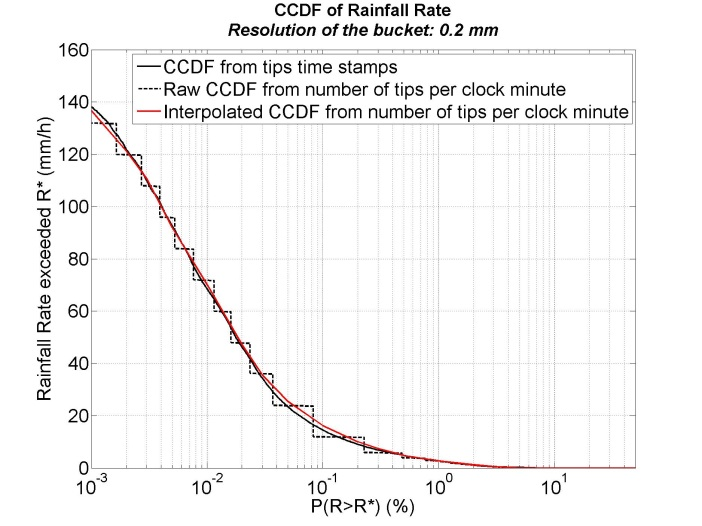 CCDF of Rainfall Rate
Resolution of the bucket: 0.2 mm
CCDF from tips time stamps
Raw CCDF from number of tips per clock minute
Interpolated CCDF from number of tips per clock minute
Rainfall Rate exceeded R* (mm/h)
160
140
120
100
80
60
40
20
0
10^-3 10^-2 10^-1 10^0 10^1
P(R>R*) (%)